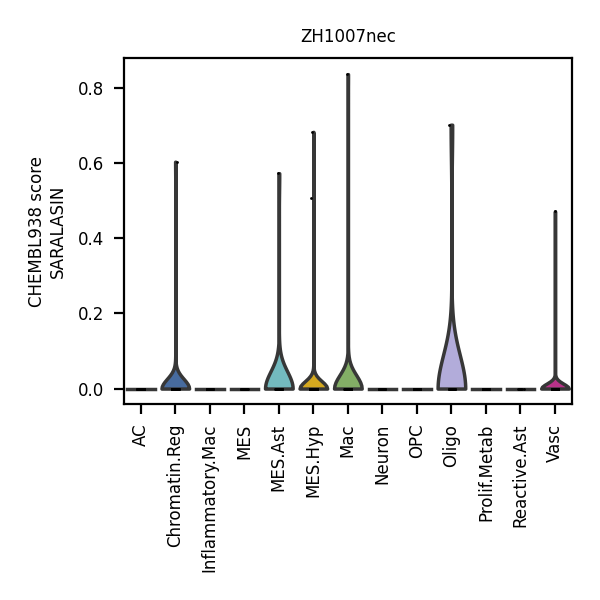 ZH1007nec
CHEMBL938 score
SARALASIN
0.8
0.6
0.4
0.2
0.0
AC
Chromatin.Reg
Inflammatory.Mac
MES
MES.Ast
MES.Hyp
Mac
Neuron
OPC
Oligo
Prolif.Metab
Reactive.Ast
Vasc